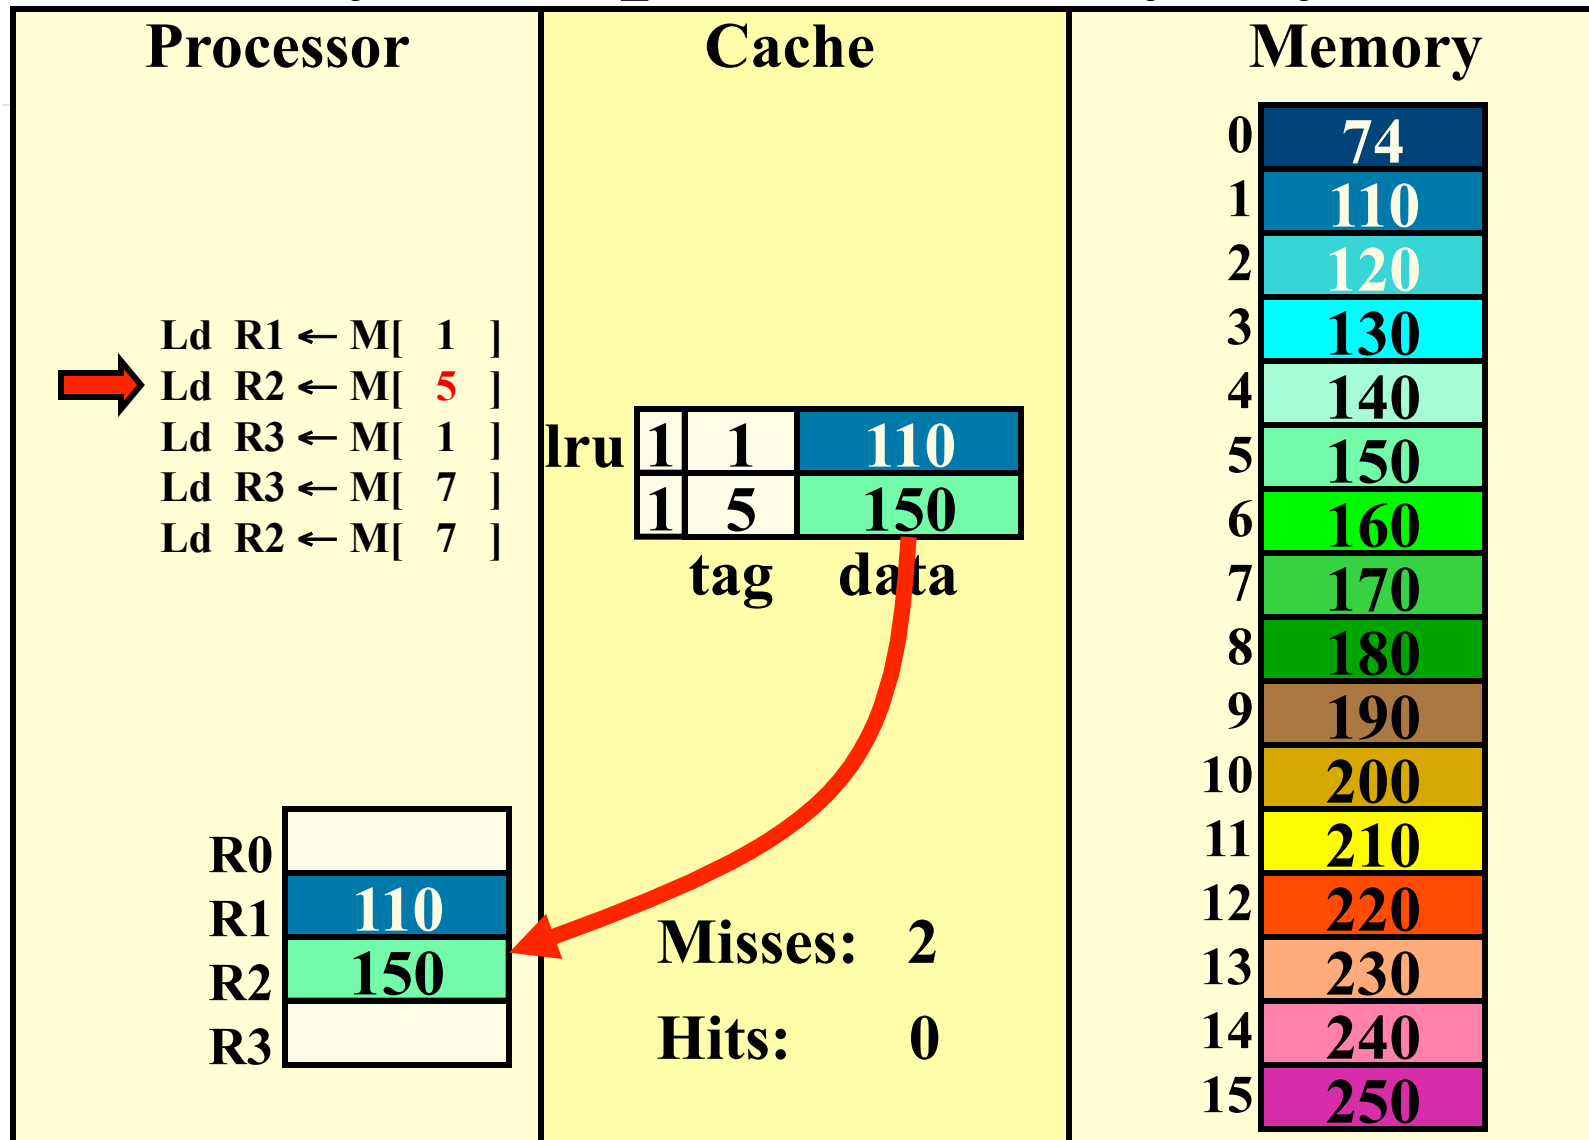 Processor
Cache
Memory
Ld R1 ← M[ 1 ]
Ld R2 ← M[ 5 ]
Ld R3 ← M[ 1 ]
Ld R3 ← M[ 7 ]
Ld R2 ← M[ 7 ]
R0
R1 110
R2 150
R3
lru 1 1 110
1 5 150
tag data
Misses: 2
Hits: 0
0 74
1 110
2 120
3 130
4 140
5 150
6 160
7 170
8 180
9 190
10 200
11 210
12 220
13 230
14 240
15 250